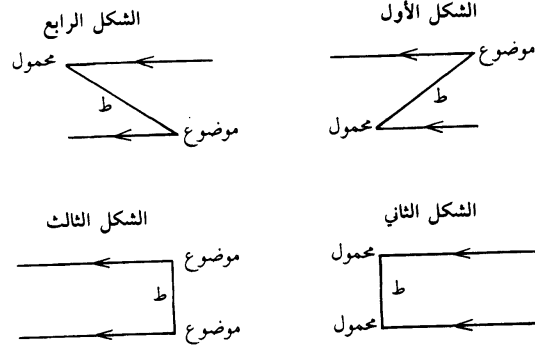 الشكل الأول
موضوع
ط
محمول
الشكل الرابع
محمول
ط
موضوع
الشكل الثاني
محمول
ط
محمول
الشكل الثالث
موضوع
ط
موضوع